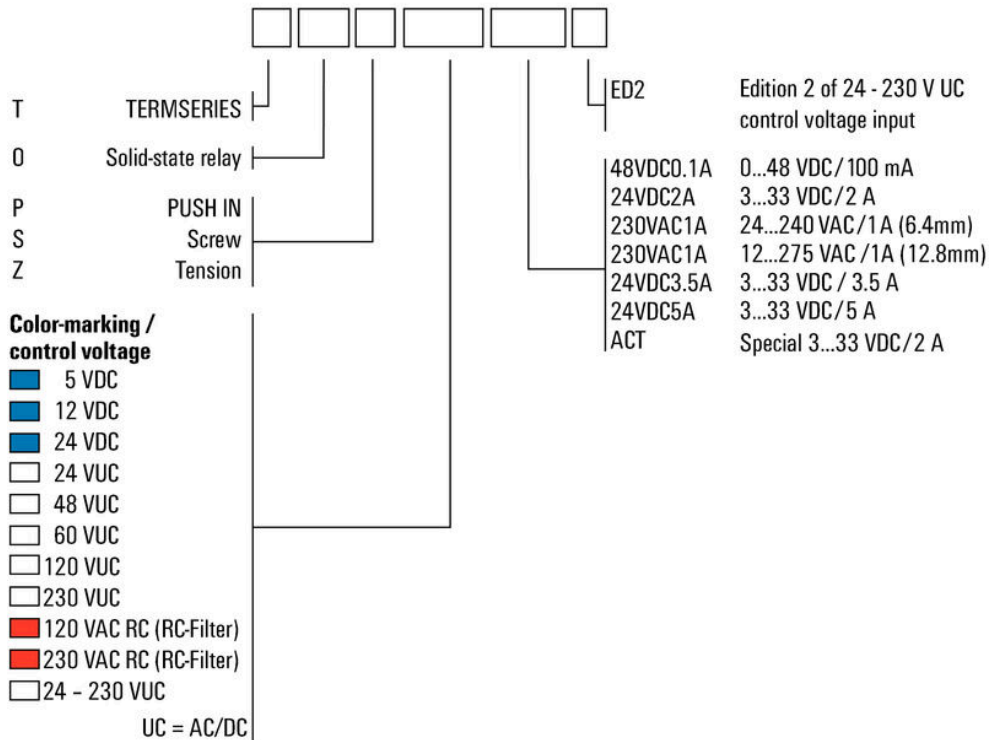 T TERMSERIES
O Solid-state relay
P PUSH IN
S Screw
Z Tension
Color-marking /
control voltage
5 VDC
12 VDC
24 VDC
24 VUC
48 VUC
60 VUC
120 VUC
230 VUC
120 VAC RC (RC-Filter)
230 VAC RC (RC-Filter)
24 – 230 VUC
UC = AC/DC
ED2 Edition 2 of 24 - 230 V UC
control voltage input
48VDC0.1A 0...48 VDC/100 mA
24VDC2A 3...33 VDC/2 A
230VAC1A 24...240 VAC/1A (6.4mm)
230VAC1A 12...275 VAC /1A (12.8mm)
24VDC3.5A 3...33 VDC / 3.5 A
24VDC5A 3...33 VDC/5 A
ACT Special 3...33 VDC/2 A